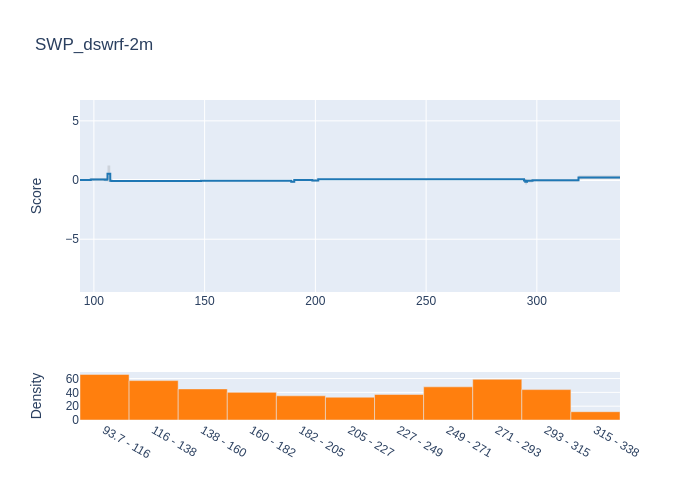 SWP_dswrf-2m
Score
5
0
−5
100
150
200
250
300
Density
60
40
20
0
93.7 - 116
116 - 138
138 - 160
160 - 182
182 - 205
205 - 227
227 - 249
249 - 271
271 - 293
293 - 315
315 - 338